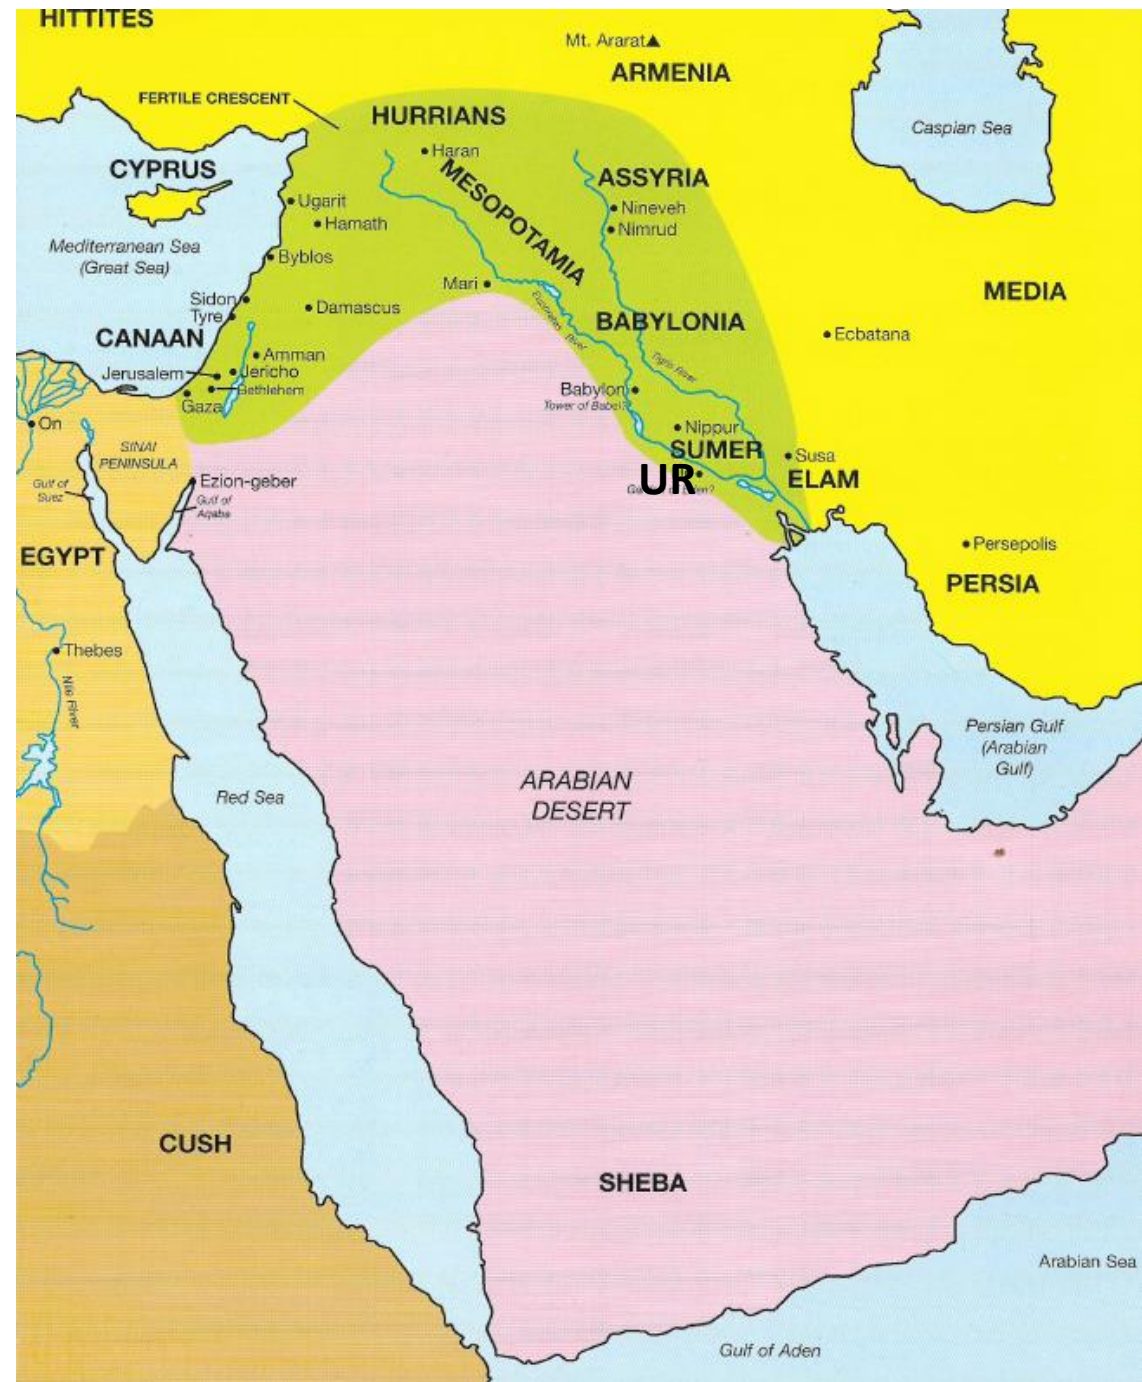 HITTITES
Mt. Ararat
ARMENIA
FERTILE CRESCENT
HURRIANS
Caspian Sea
Haran
CYPRUS
MESOPOTAMIA
ASSYRIA
Ugarit
Nineveh
Hamath
Nimrud
Mediterranean Sea
(Great Sea)
Byblos
Mari
MEDIA
Sidon
Damascus
Tyre
Euphrates River
BABYLONIA
CANAAN
Ecbatana
Amman
Tigris River
Jerusalem
Jericho
Bethlehem
Babylon
Tower of Babel?
Gaza
On
Nippur
SINAI
PENINSULA
SUMER
Susa
UR
ELAM
Gulf of
Suez
Ezion-geber
Gulf of
Aqaba
EGYPT
Persepolis
PERSIA
Thebes
Nile River
Persian Gulf
(Arabian
Gulf)
ARABIAN
DESERT
Red Sea
CUSH
SHEBA
Arabian Sea
Gulf of Aden